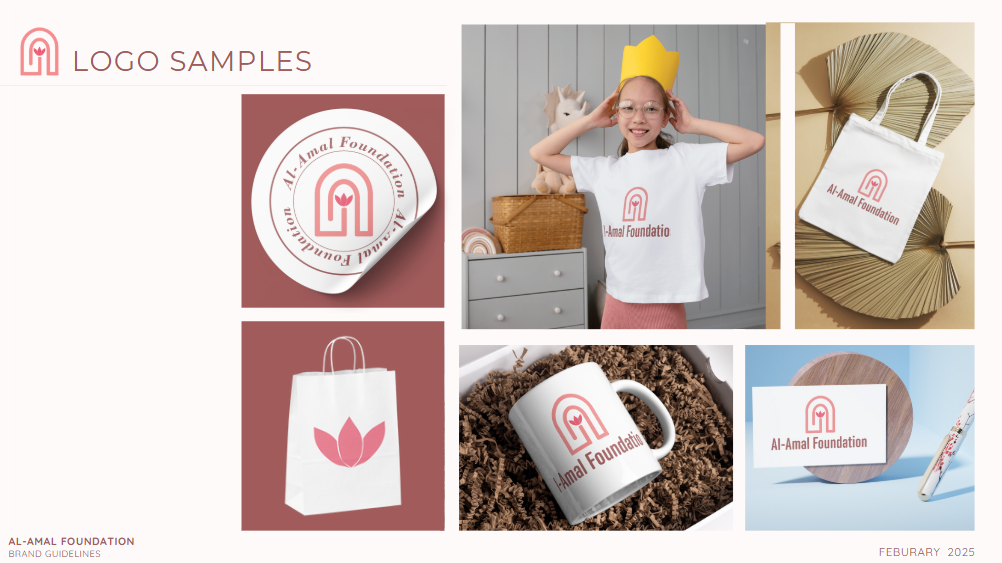 LOGO SAMPLES
Al-Amal Foundation
Al-amal Foundation
l-Amal Foundatio
Al-Amal Foundation
l-Amal Foundatio
Al-Amal Foundation
AL-AMAL FOUNDATION
BRAND GUIDELINES
FEBURARY 2025